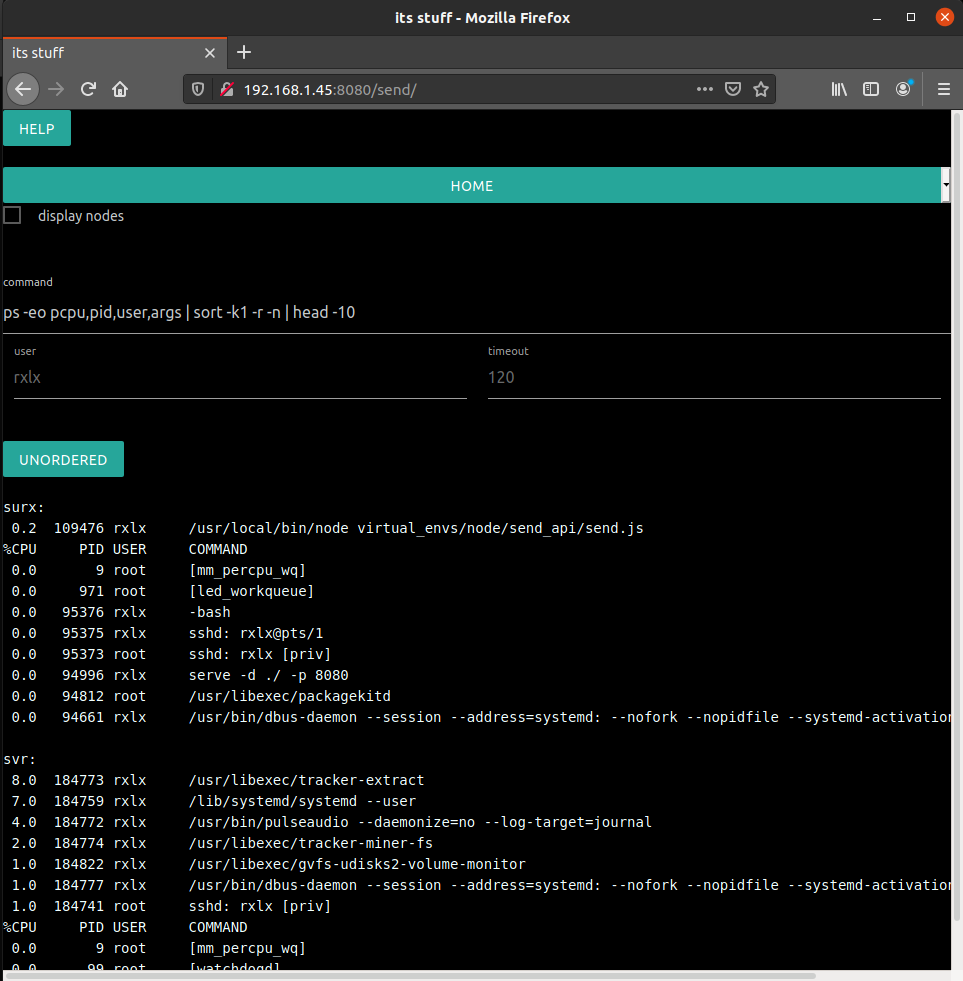 its stuff - Mozilla Firefox
its stuff
192.168.1.45:8080/send/
HELP
HOME
display nodes
command
ps -eo pcpu,pid,user,args | sort -k1 -r -n | head -10
user timeout
rxlx 120
UNORDERED
surx:
0.2 109476 rxlx /usr/local/bin/node virtual_envs/node/send_api/send.js
%CPU PID USER COMMAND
0.0 9 root [mm_percpu_wq]
0.0 971 root [led_workqueue]
0.0 95376 rxlx -bash
0.0 95375 rxlx sshd: rxlx@pts/1
0.0 95373 root sshd: rxlx [priv]
0.0 94996 rxlx serve -d ./ -p 8080
0.0 94812 root /usr/libexec/packagekitd
0.0 94661 rxlx /usr/bin/dbus-daemon --session --address=systemd: --nofork --nopidfile --systemd-activation
svr:
8.0 184773 rxlx /usr/libexec/tracker-extract
7.0 184759 rxlx /lib/systemd/systemd --user
4.0 184772 rxlx /usr/bin/pulseaudio --daemonize=no --log-target=journal
2.0 184774 rxlx /usr/libexec/tracker-miner-fs
1.0 184822 rxlx /usr/libexec/gvfs-udisks2-volume-monitor
1.0 184777 rxlx /usr/bin/dbus-daemon --session --address=systemd: --nofork --nopidfile --systemd-activation
1.0 184741 root sshd: rxlx [priv]
%CPU PID USER COMMAND
0.0 9 root [mm_percpu_wq]
0.0 99 root [watchdogd]